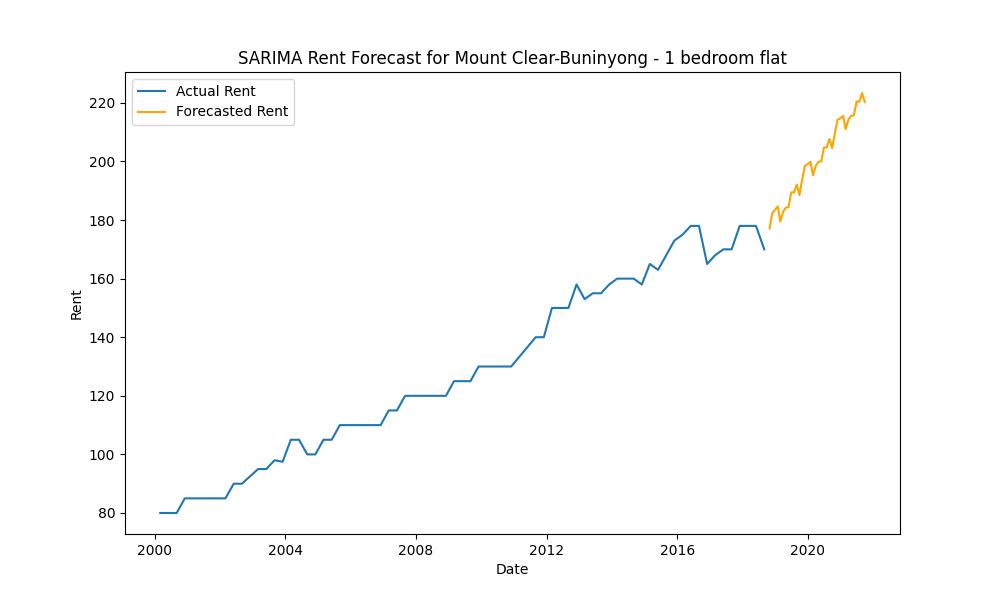 SARIMA Rent Forecast for Mount Clear-Buninyong - 1 bedroom flat
Actual Rent
Forecasted Rent
220
200
180
160
140
120
100
80
Rent
2000
2004
2008
2012
2016
2020
Date